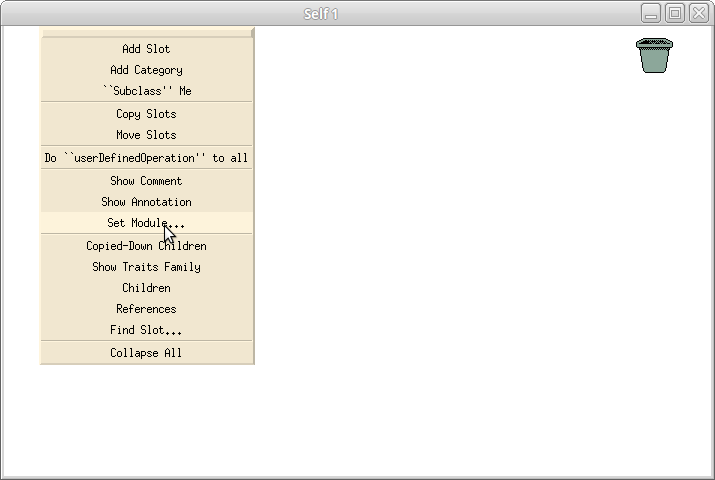 Self 1
Add Slot
Add Category
``Subclass'' Me
Copy Slots
Move Slots
Do ``userDefinedOperation'' to all
Show Comment
Show Annotation
Set Module...
Copied-Down Children
Show Traits Family
Children
References
Find Slot...
Collapse All